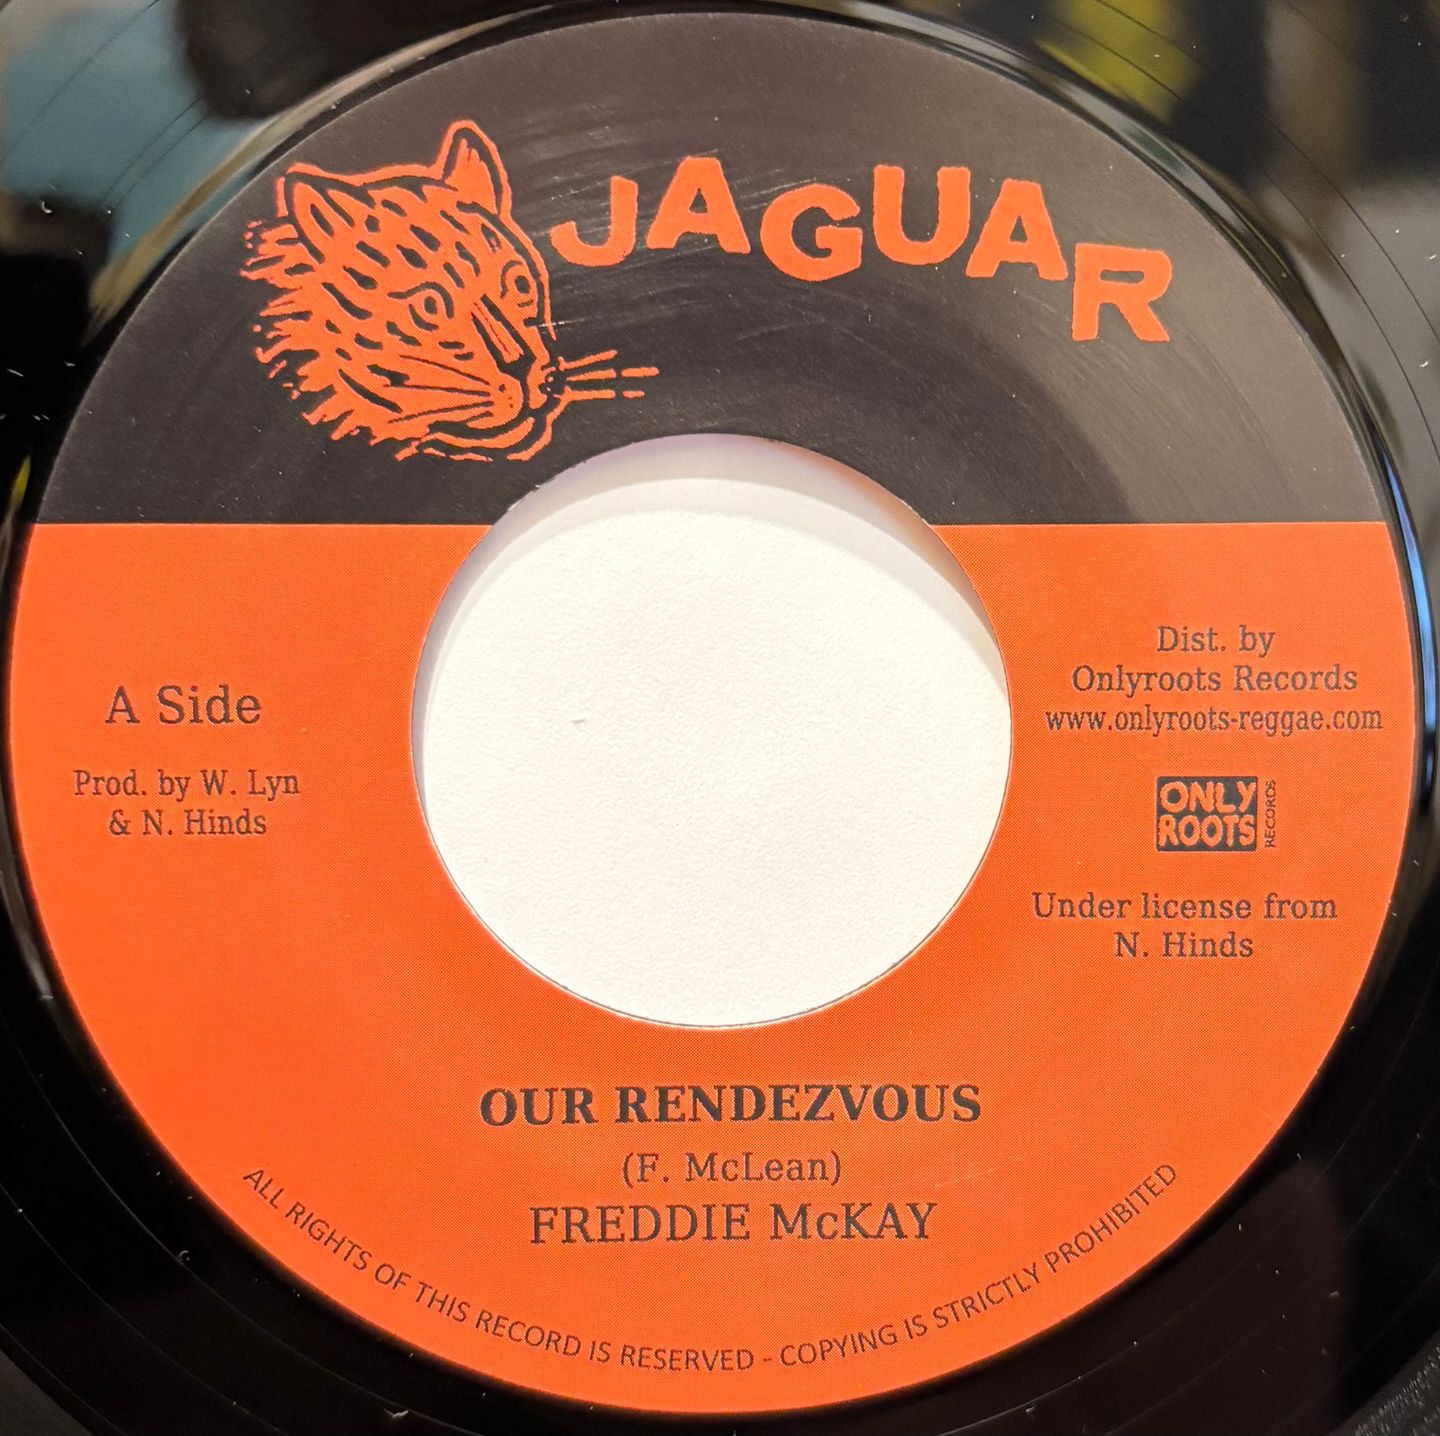 JAGUAR
A Side
Prod. by W. Lyn
& N. Hinds
Dist. by
Onlyroots Records
www.onlyroots-reggae.com
ONLY
ROOTS
RECORDS
Under license from
N. Hinds
OUR RENDEZVOUS
(F. McLean)
FREDDIE McKAY
ALL RIGHTS OF THIS RECORD IS RESERVED - COPYING IS STRICTLY PROHIBITED